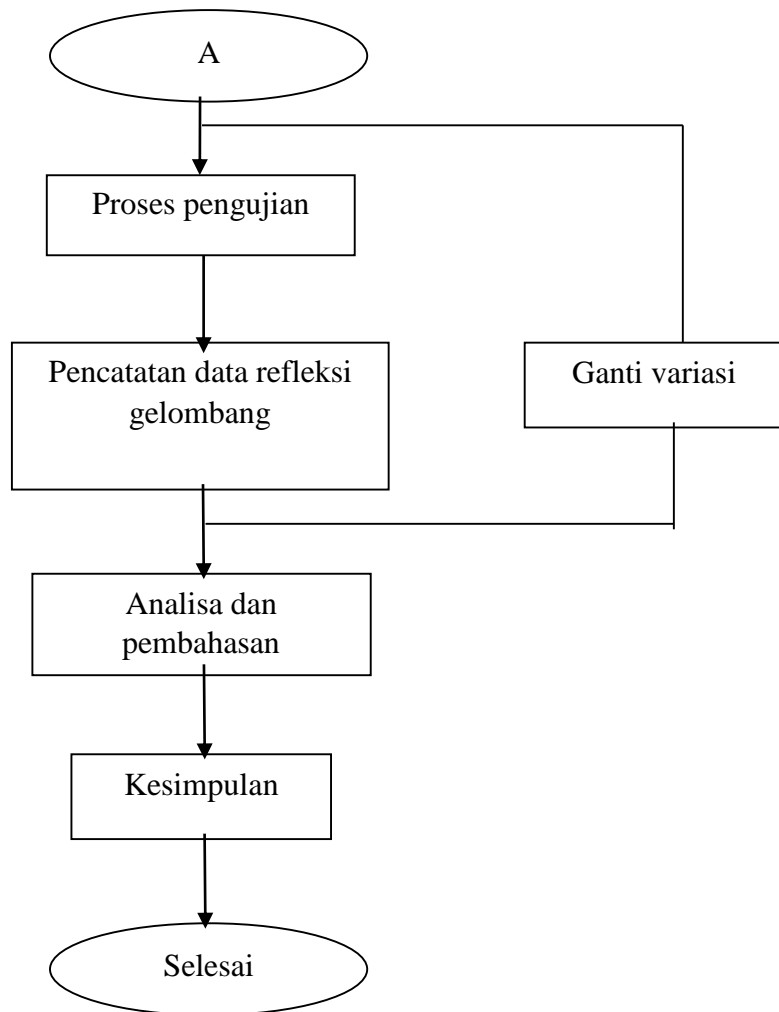 A
Proses pengujian
Pencatatan data refleksi
gelombang
Ganti variasi
Analisa dan
pembahasan
Kesimpulan
Selesai